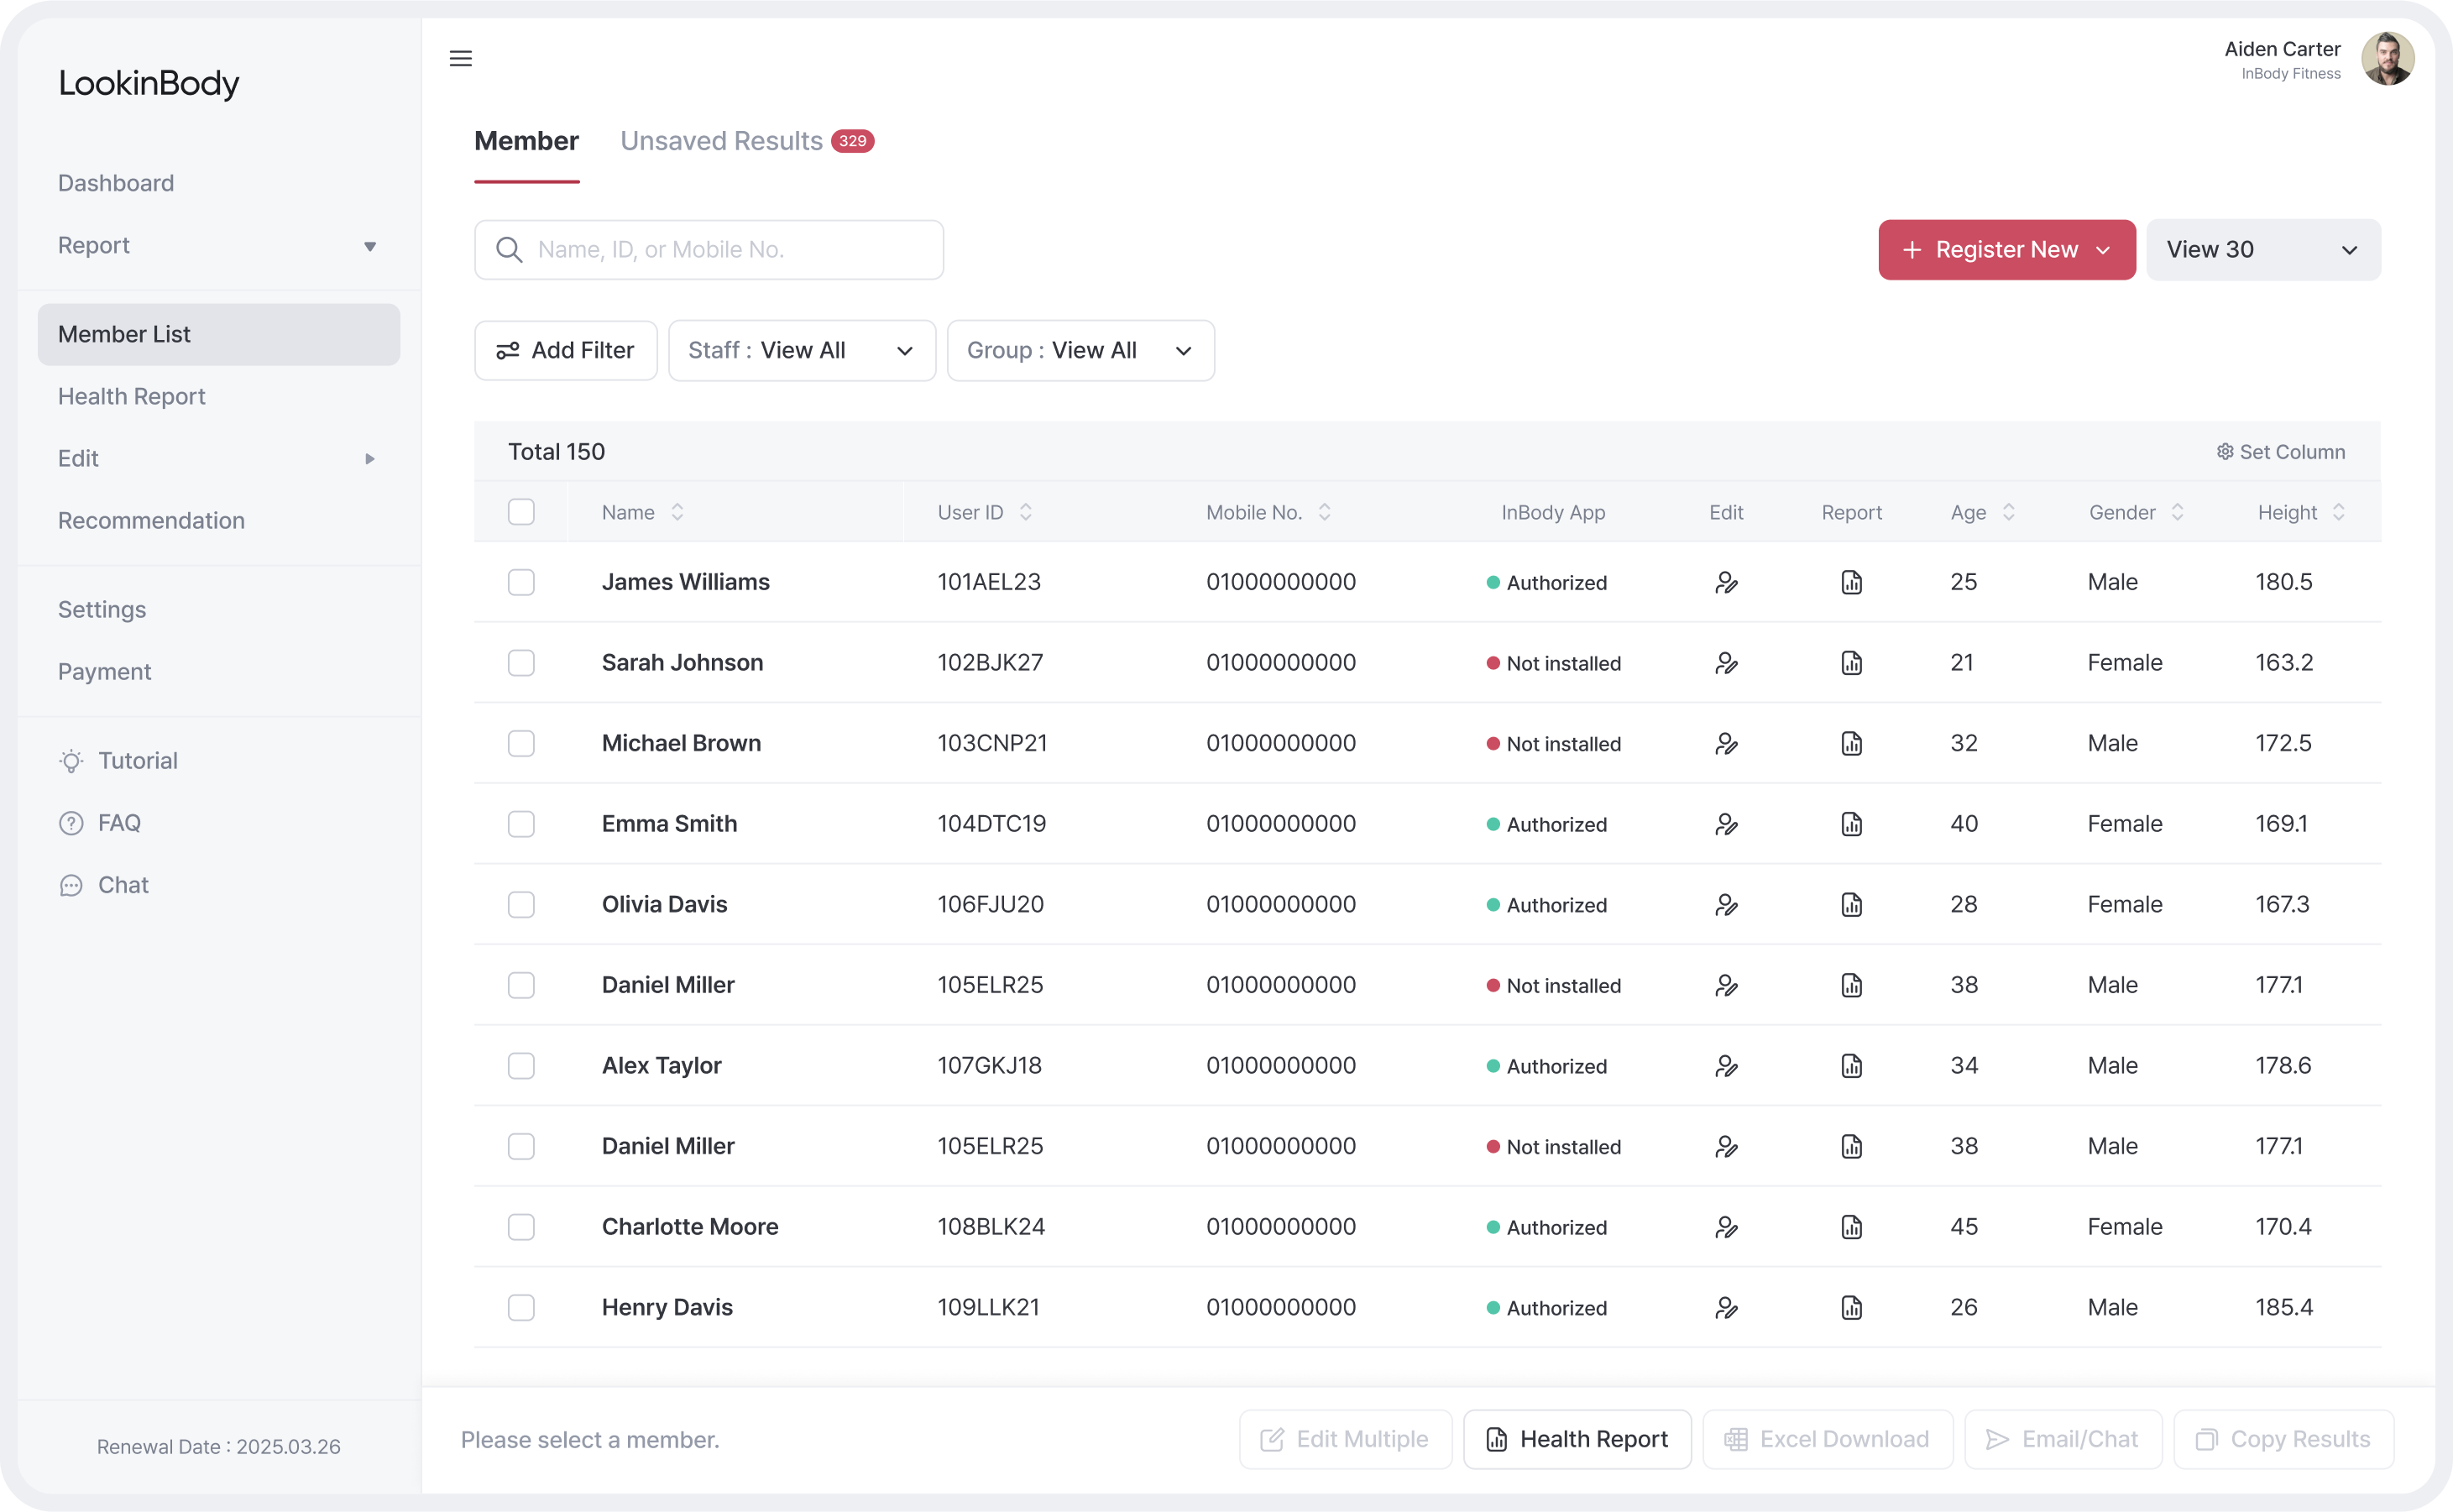 LookinBody
Dashboard
Report
Member List
Health Report
Edit
Recommendation
Settings
Payment
Tutorial
FAQ
Chat
Renewal Date : 2025.03.26
Aiden Carter
InBody Fitness
Member Unsaved Results 329
Name, ID, or Mobile No.
Register New View 30
Add Filter Staff : View All Group : View All
Total 150 Set Column
Name User ID Mobile No. InBody App Edit Report Age Gender Height
James Williams 101AEL23 01000000000 Authorized 25 Male 180.5
Sarah Johnson 102BJK27 01000000000 Not installed 21 Female 163.2
Michael Brown 103CNP21 01000000000 Not installed 32 Male 172.5
Emma Smith 104DTC19 01000000000 Authorized 40 Female 169.1
Olivia Davis 106FJU20 01000000000 Authorized 28 Female 167.3
Daniel Miller 105ELR25 01000000000 Not installed 38 Male 177.1
Alex Taylor 107GKJ18 01000000000 Authorized 34 Male 178.6
Daniel Miller 105ELR25 01000000000 Not installed 38 Male 177.1
Charlotte Moore 108BLK24 01000000000 Authorized 45 Female 170.4
Henry Davis 109LLK21 01000000000 Authorized 26 Male 185.4
Please select a member. Edit Multiple Health Report Excel Download Email/Chat Copy Results